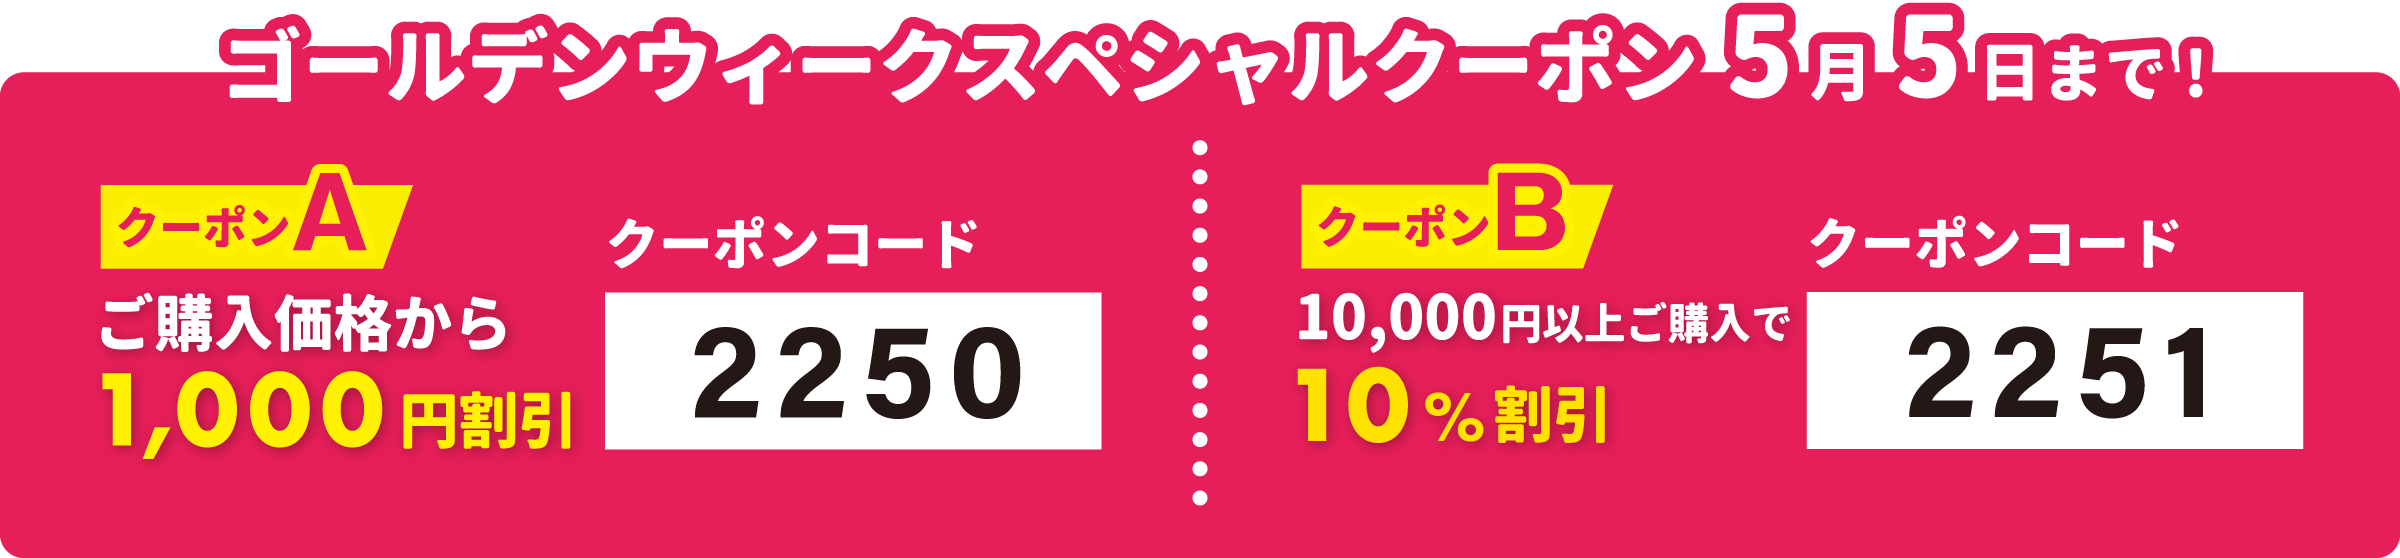 ゴールデンウィークスペシャルクーポン 5月5日まで！
クーポンA
ご購入価格から
1,000円割引
クーポンコード
2250
クーポンB
10,000円以上ご購入で
10%割引
クーポンコード
2251